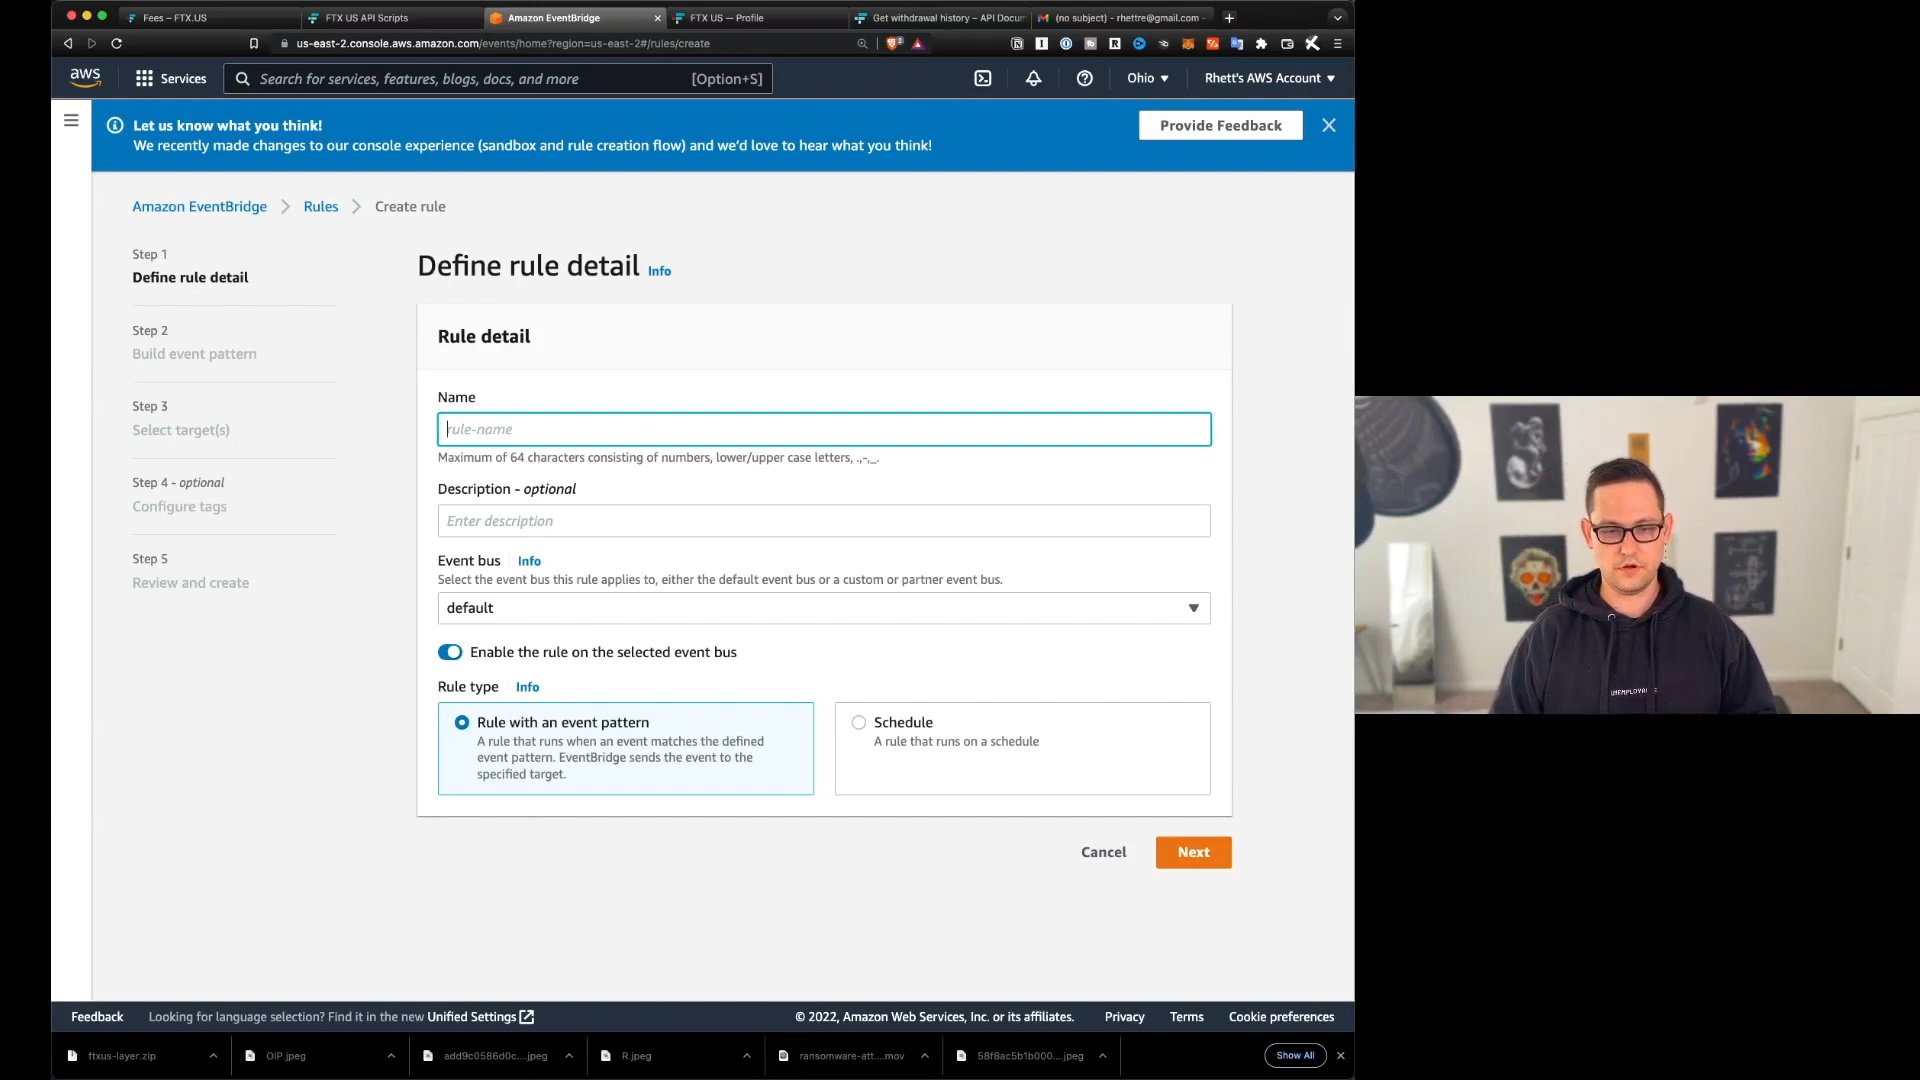 Fees – FTX.US
FTX US API Scripts
Amazon EventBridge
FTX US — Profile
Get withdrawal history – API Docum
(no subject) - rhettre@gmail.com -
us-east-2.console.aws.amazon.com/events/home?region=us-east-2#/rules/create
aws
Services
Search for services, features, blogs, docs, and more
[Option+S]
Ohio
Rhett's AWS Account
Let us know what you think!
We recently made changes to our console experience (sandbox and rule creation flow) and we'd love to hear what you think!
Provide Feedback
Amazon EventBridge
Rules
Create rule
Step 1
Define rule detail
Step 2
Build event pattern
Step 3
Select target(s)
Step 4 - optional
Configure tags
Step 5
Review and create
Define rule detail Info
Rule detail
Name
rule-name
Maximum of 64 characters consisting of numbers, lower/upper case letters, .,-,_.
Description - optional
Enter description
Event bus Info
Select the event bus this rule applies to, either the default event bus or a custom or partner event bus.
default
Enable the rule on the selected event bus
Rule type Info
Rule with an event pattern
A rule that runs when an event matches the defined
event pattern. EventBridge sends the event to the
specified target.
Schedule
A rule that runs on a schedule
Cancel
Next
Feedback
Looking for language selection? Find it in the new Unified Settings
© 2022, Amazon Web Services, Inc. or its affiliates.
Privacy
Terms
Cookie preferences
ftxus-layer.zip
OIP.jpeg
add9c0586d0c....jpeg
R.jpeg
ransomware-att....mov
58f8ac5b1b000....jpeg
Show All